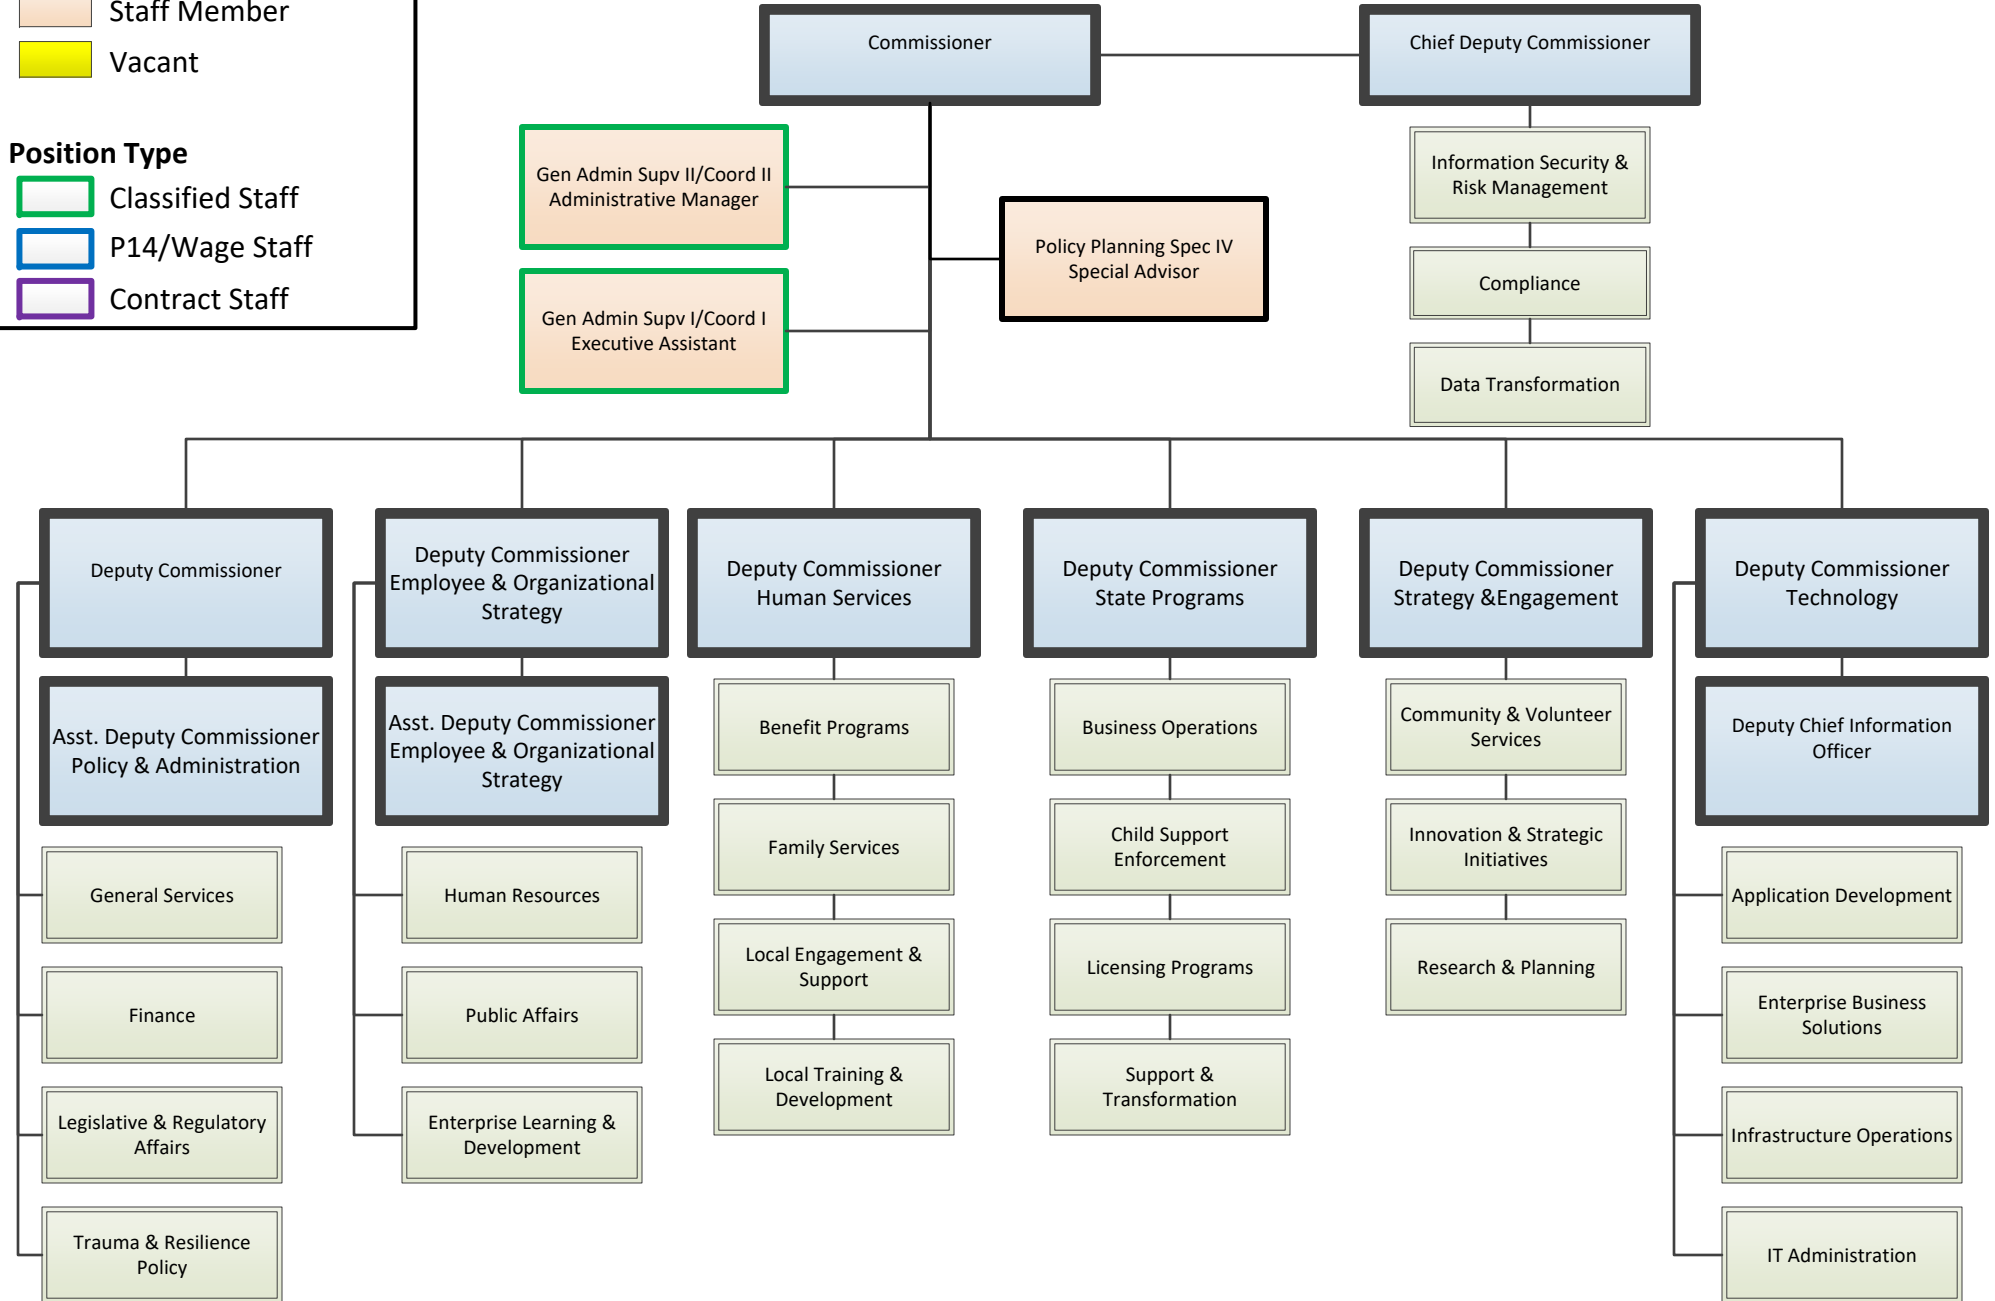 Staff Member
Vacant
Position Type
Classified Staff
P14/Wage Staff
Contract Staff
Commissioner
Chief Deputy Commissioner
Gen Admin Supv II/Coord II
Administrative Manager
Gen Admin Supv I/Coord I
Executive Assistant
Policy Planning Spec IV
Special Advisor
Information Security &
Risk Management
Compliance
Data Transformation
Deputy Commissioner
Asst. Deputy Commissioner
Policy & Administration
General Services
Finance
Legislative & Regulatory
Affairs
Trauma & Resilience
Policy
Deputy Commissioner
Employee & Organizational
Strategy
Asst. Deputy Commissioner
Employee & Organizational
Strategy
Human Resources
Public Affairs
Enterprise Learning &
Development
Deputy Commissioner
Human Services
Benefit Programs
Family Services
Local Engagement &
Support
Local Training &
Development
Deputy Commissioner
State Programs
Business Operations
Child Support
Enforcement
Licensing Programs
Support &
Transformation
Deputy Commissioner
Strategy &Engagement
Community & Volunteer
Services
Innovation & Strategic
Initiatives
Research & Planning
Deputy Commissioner
Technology
Deputy Chief Information
Officer
Application Development
Enterprise Business
Solutions
Infrastructure Operations
IT Administration